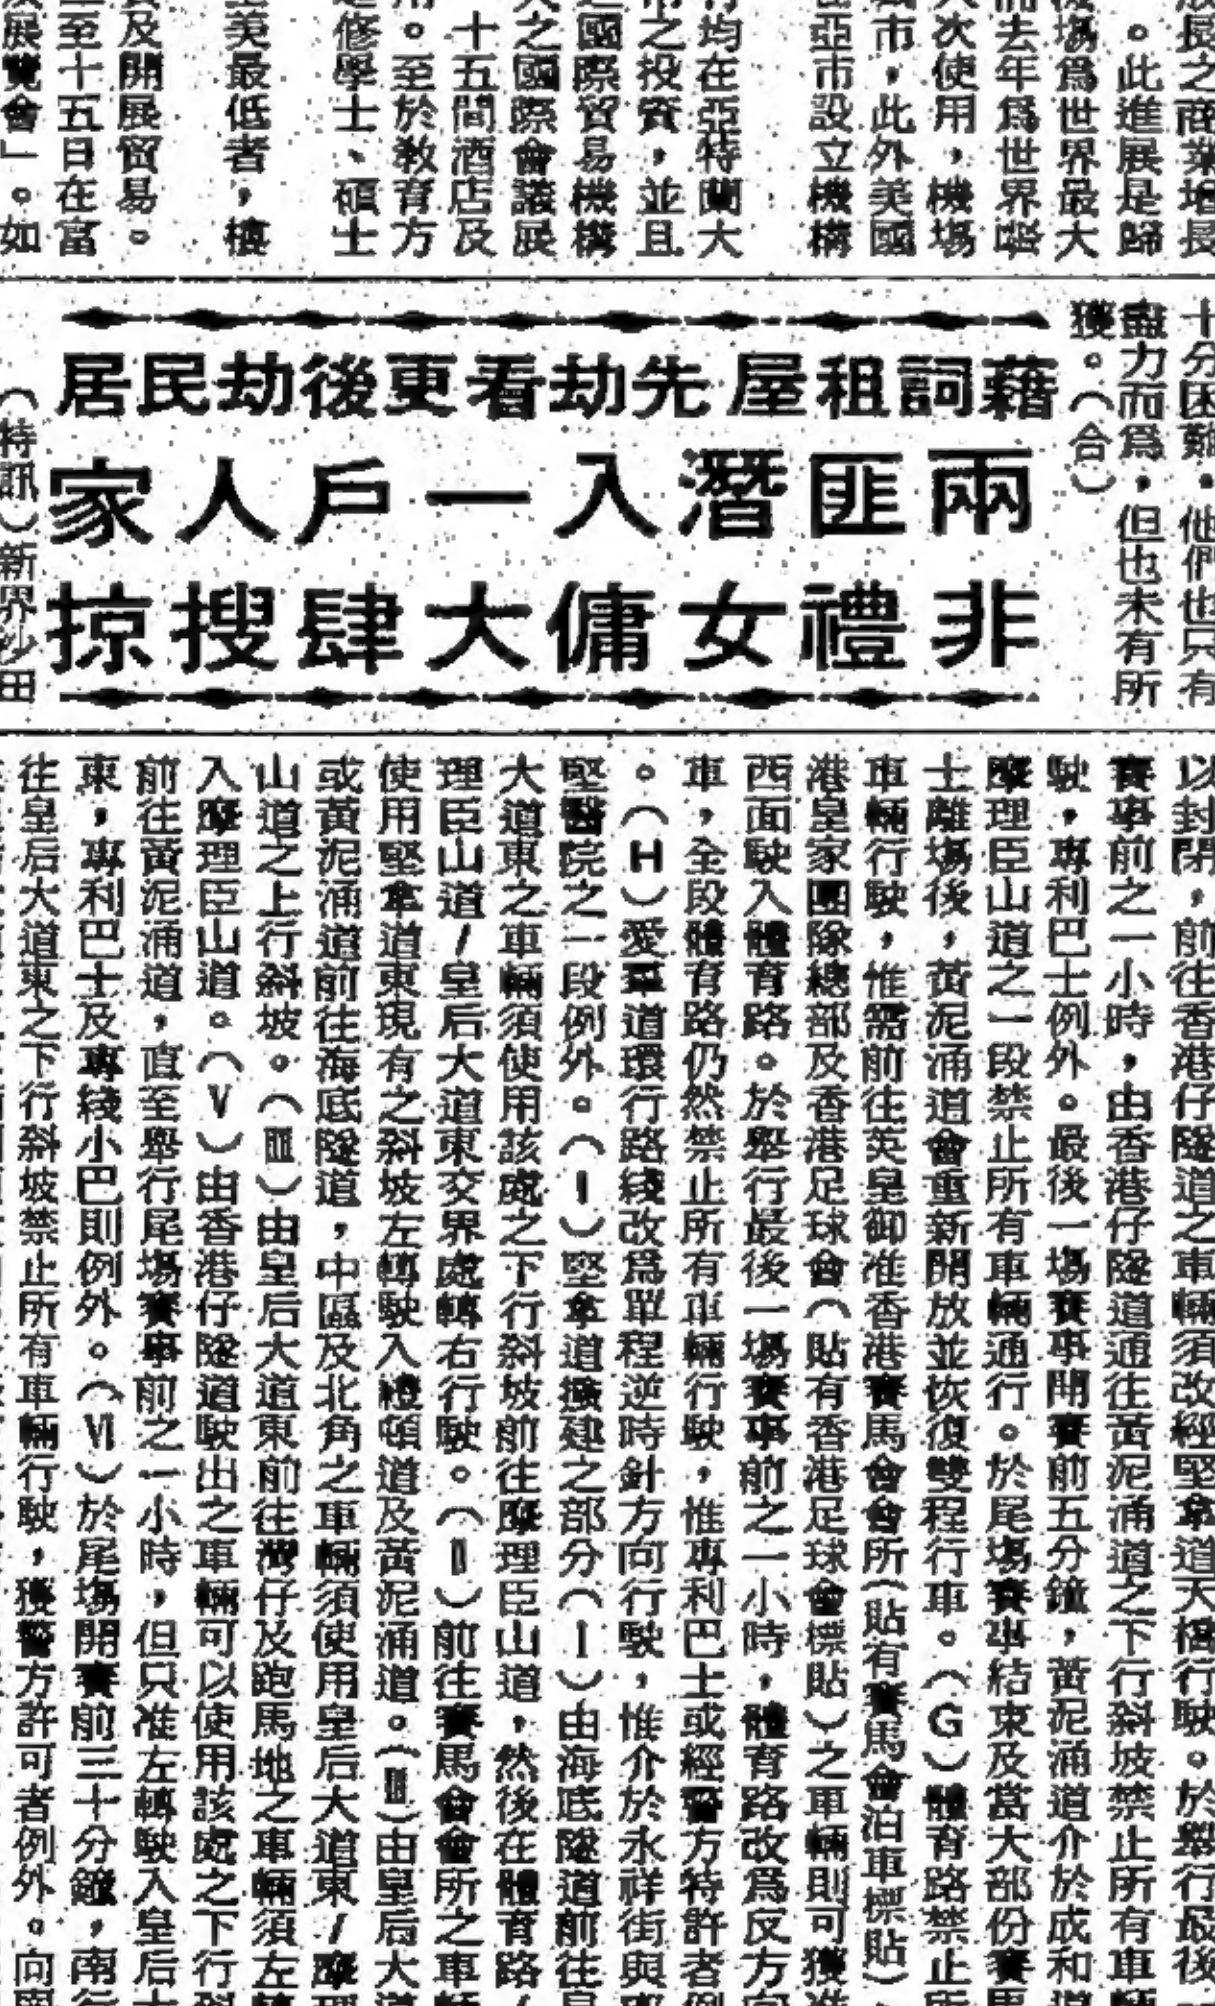 長之商業增長
。此進展是歸
機場爲世界最大
去年爲世界
次使用,機場
市,此外美國
亞市設立機構
均在亞特蘭大
之投資,並且
國際貿易機構
之國際會議展
十五間酒店及
用。至於教育方
修學士、碩士
美最低者,樓
及開展貿易。
至十五日在富
展覽會」。如
十分困難,他們也只有
盡力而爲,但也未有所
獲。(合)
藉詞租屋先劫看更後劫民居
兩匪潛入一戶人家
非禮女傭大肆搜掠
(特訊)新界沙田
以封閉,前往香港仔隧道之車輛須改經堅拿道天橋行駛。於舉行最後
賽事前之一小時,由香港仔隧道通往黃泥涌道之下行斜坡禁止所有車輛
駛,專利巴士例外。最後一場賽事開賽前五分鐘,黃泥涌道介於成和道
摩理臣山道之一段禁止所有車輛通行。於尾場賽事結束及當大部份賽馬
士離場後,黃泥涌道會重新開放並恢復雙程行車。(G)體育路禁止所
車輛行駛,惟需前往英皇御准香港賽馬會會所(貼有賽馬會泊車標貼)
港皇家團隊總部及香港足球會(貼有香港足球會標貼)之車輛則可獲准
西面駛入體育路。於舉行最後一場賽事前之一小時,體育路改爲反方向
車,全段體育路仍然禁止所有車輛行駛,惟專利巴士或經警方特許者例
。(H)愛羣道環行路綫改爲單程逆時針方向行駛,惟介於永祥街與
堅醫院之一段例外。(I)堅拿道擴建之部分(I)由海底隧道前往皇
大道東之車輛須使用該處之下行斜坡前往摩理臣山道,然後在體育路/
理臣山道/皇后大道東交界處轉右行駛。(II)前往賽馬會會所之車輛
使用堅拿道東現有之斜坡左轉駛入禮頓道及黃泥涌道。(III)由皇后大道
或黃泥涌道前往海底隧道,中區及北角之車輛須使用皇后大道東/摩理
山道之上行斜坡。(IIII)由皇后大道東前往灣仔及跑馬地之車輛須左轉
入摩理臣山道。(V)由香港仔隧道駛出之車輛可以使用該處之下行斜
前往黃泥涌道,直至舉行尾場賽事前之一小時,但只准左轉駛入皇后大
東,專利巴士及專綫小巴則例外。(VI)於尾場開賽前三十分鐘,南行
往皇后大道東之下行斜坡禁止所有車輛行駛,獲警方許可者例外。向